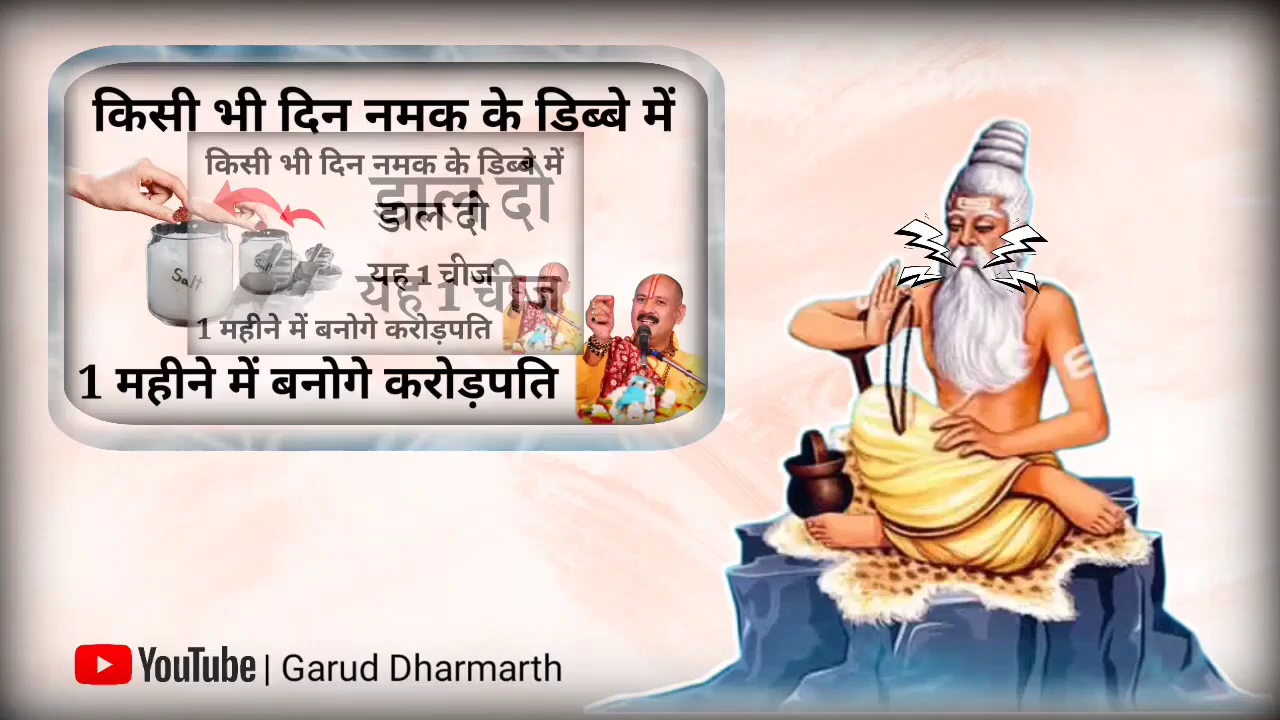 किसी भी दिन नमक के डिब्बे में
किसी भी दिन नमक के डिब्बे में
डाल दो
डाल दो
यह 1 चीज
यह 1 चीज
1 महीने में बनोगे करोड़पति
1 महीने में बनोगे करोड़पति
Salt
Salt
YouTube | Garud Dharmarth